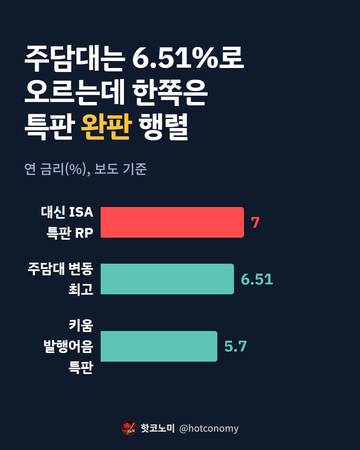 주담대는 6.51%로
오르는데 한쪽은
특판 완판 행렬
연 금리(%), 보도 기준
대신 ISA
특판 RP
7
주담대 변동
최고
6.51
키움
발행어음
특판
5.7
핫코노미 @hotconomy